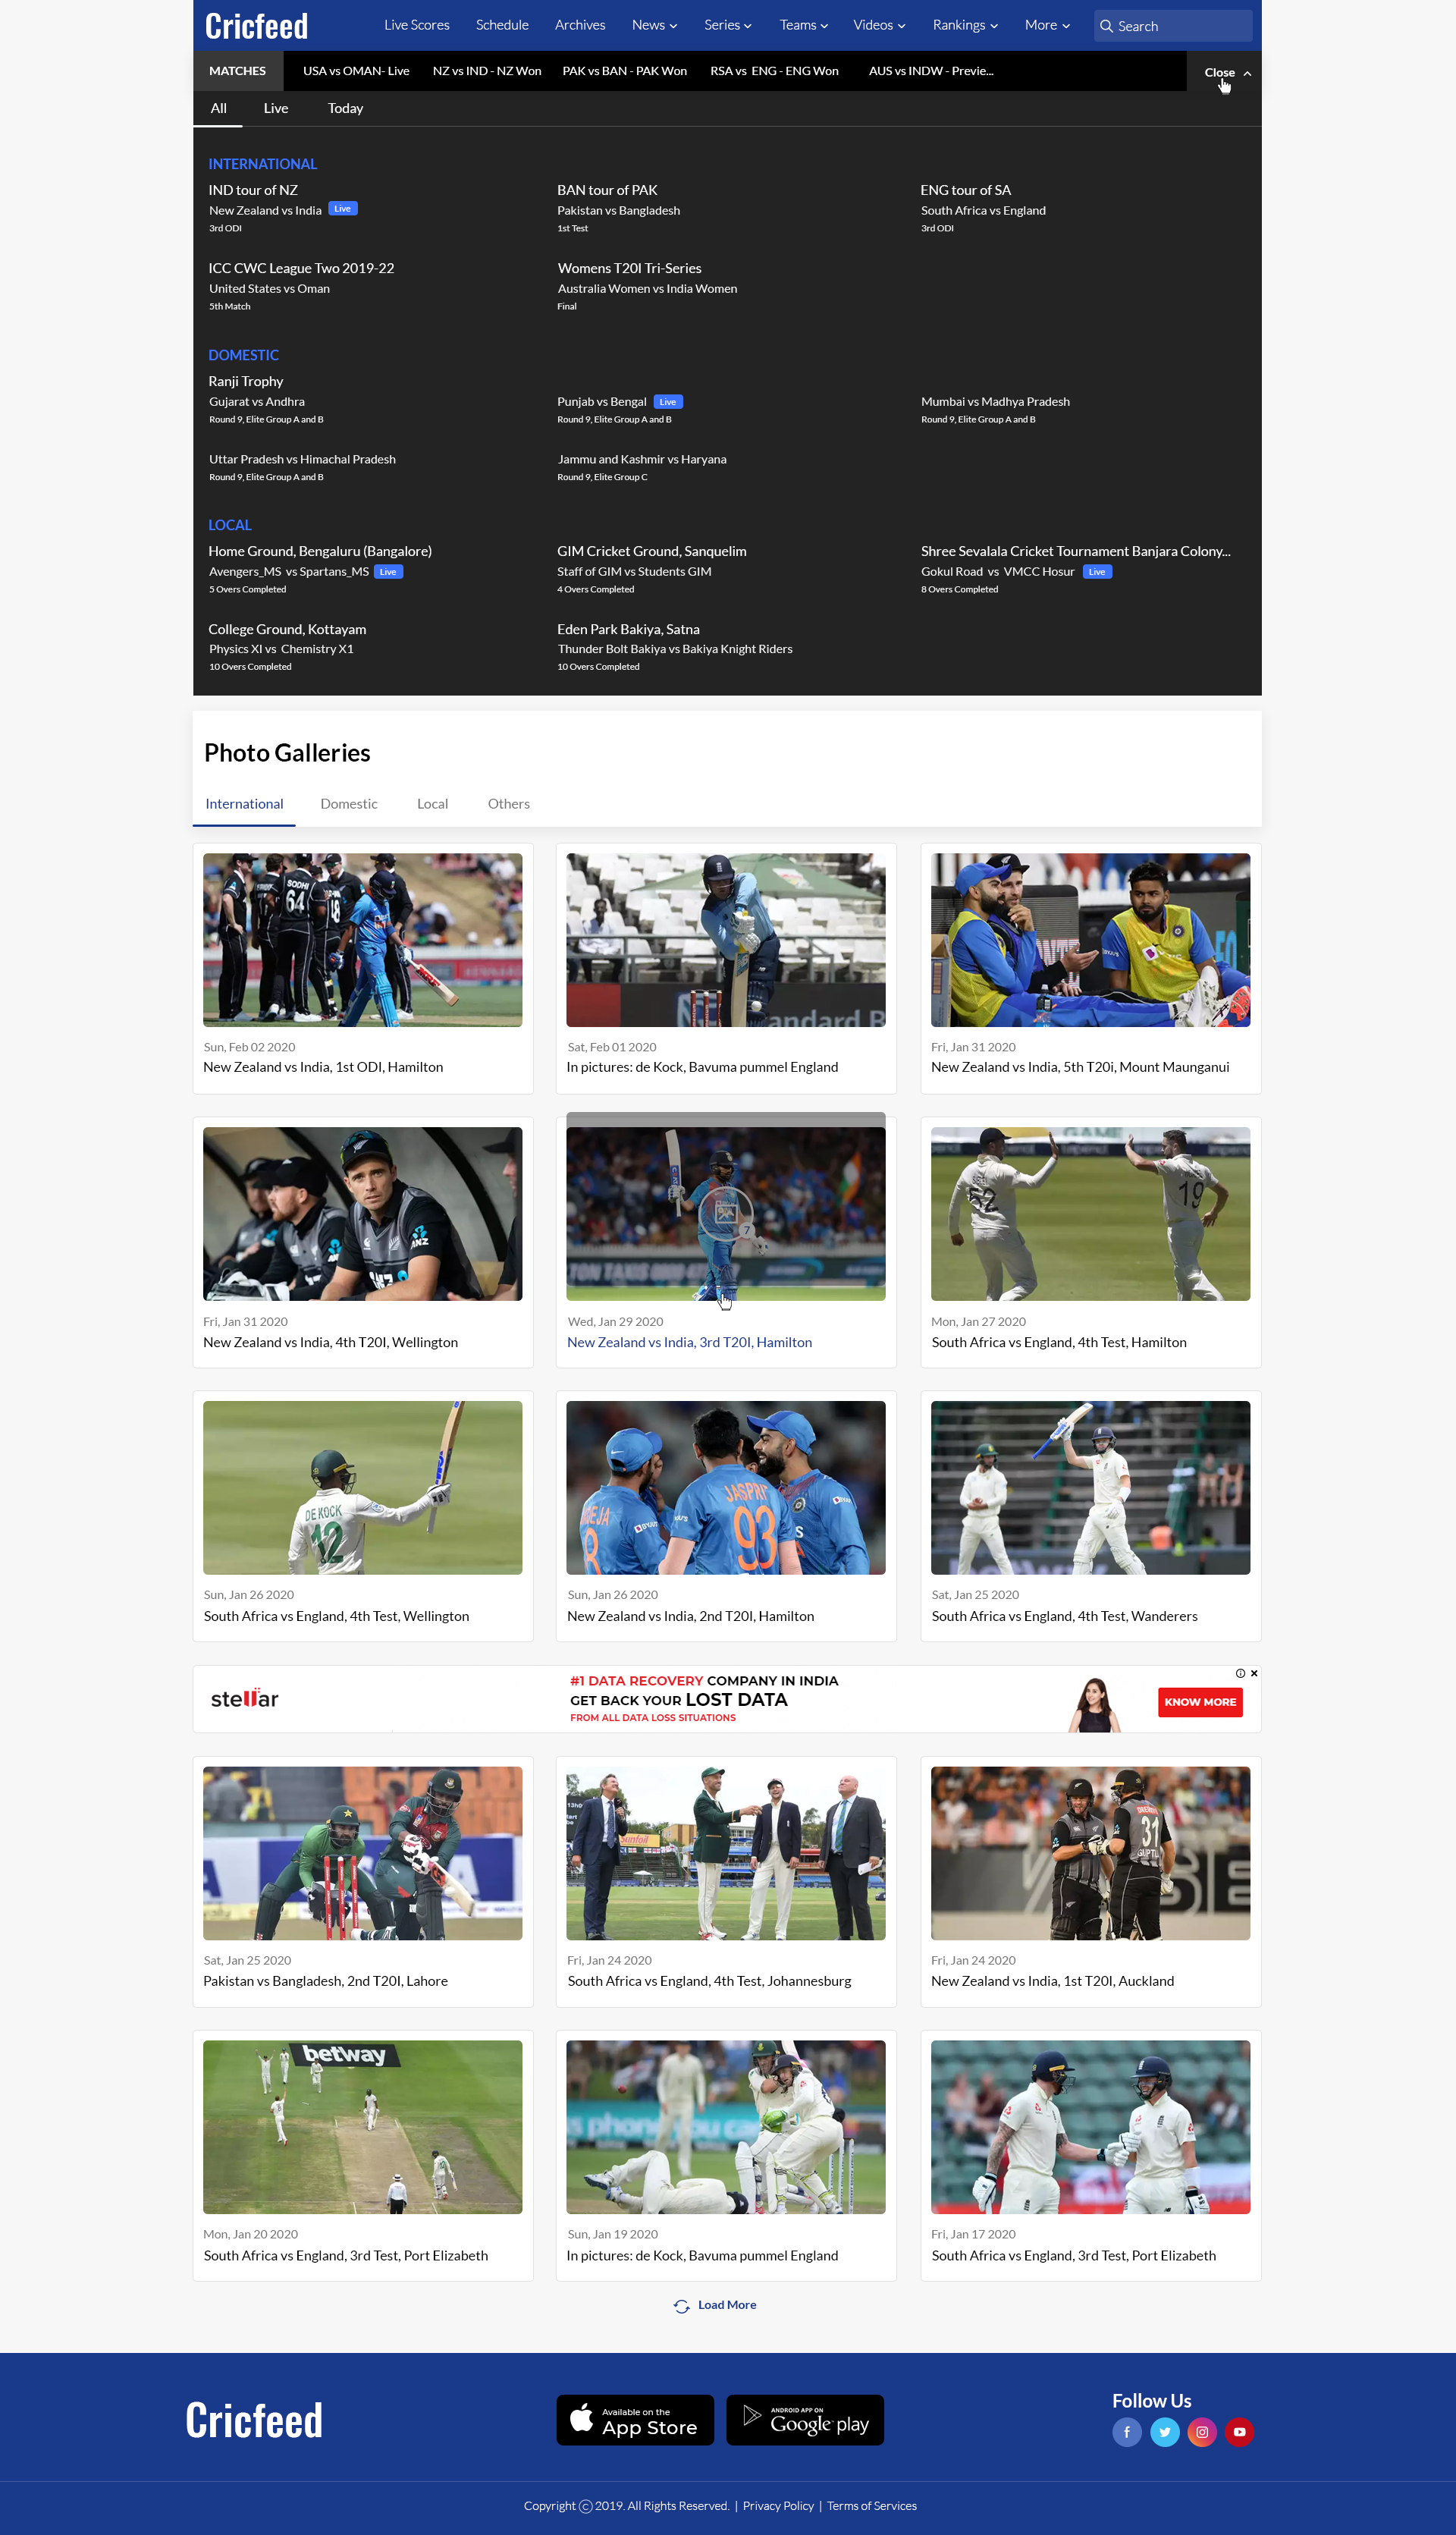 Cricfeed
Live Scores Schedule Archives News Series Teams Videos Rankings More Search
MATCHES USA vs OMAN- Live NZ vs IND - NZ Won PAK vs BAN - PAK Won RSA vs ENG - ENG Won AUS vs INDW - Previe... Close
All Live Today
INTERNATIONAL
IND tour of NZ BAN tour of PAK ENG tour of SA
New Zealand vs India Live Pakistan vs Bangladesh South Africa vs England
3rd ODI 1st Test 3rd ODI
ICC CWC League Two 2019-22 Womens T20I Tri-Series
United States vs Oman Australia Women vs India Women
5th Match Final
DOMESTIC
Ranji Trophy
Gujarat vs Andhra Punjab vs Bengal Live Mumbai vs Madhya Pradesh
Round 9, Elite Group A and B Round 9, Elite Group A and B Round 9, Elite Group A and B
Uttar Pradesh vs Himachal Pradesh Jammu and Kashmir vs Haryana
Round 9, Elite Group A and B Round 9, Elite Group C
LOCAL
Home Ground, Bengaluru (Bangalore) GIM Cricket Ground, Sanquelim Shree Sevalala Cricket Tournament Banjara Colony...
Avengers_MS vs Spartans_MS Live Staff of GIM vs Students GIM Gokul Road vs VMCC Hosur Live
5 Overs Completed 4 Overs Completed 8 Overs Completed
College Ground, Kottayam Eden Park Bakiya, Satna
Physics XI vs Chemistry X1 Thunder Bolt Bakiya vs Bakiya Knight Riders
10 Overs Completed 10 Overs Completed
Photo Galleries
International Domestic Local Others
SODHI
64 18
Sun, Feb 02 2020 Sat, Feb 01 2020 Fri, Jan 31 2020
New Zealand vs India, 1st ODI, Hamilton In pictures: de Kock, Bavuma pummel England New Zealand vs India, 5th T20i, Mount Maunganui
7
52 19
Fri, Jan 31 2020 Wed, Jan 29 2020 Mon, Jan 27 2020
New Zealand vs India, 4th T20I, Wellington New Zealand vs India, 3rd T20I, Hamilton South Africa vs England, 4th Test, Hamilton
DE KOCK
12
JASPRIT
8 93
Sun, Jan 26 2020 Sun, Jan 26 2020 Sat, Jan 25 2020
South Africa vs England, 4th Test, Wellington New Zealand vs India, 2nd T20I, Hamilton South Africa vs England, 4th Test, Wanderers
stellar
#1 DATA RECOVERY COMPANY IN INDIA
GET BACK YOUR LOST DATA
FROM ALL DATA LOSS SITUATIONS
KNOW MORE
Sunfoil
31
Sat, Jan 25 2020 Fri, Jan 24 2020 Fri, Jan 24 2020
Pakistan vs Bangladesh, 2nd T20I, Lahore South Africa vs England, 4th Test, Johannesburg New Zealand vs India, 1st T20I, Auckland
betway
Mon, Jan 20 2020 Sun, Jan 19 2020 Fri, Jan 17 2020
South Africa vs England, 3rd Test, Port Elizabeth In pictures: de Kock, Bavuma pummel England South Africa vs England, 3rd Test, Port Elizabeth
Load More
Cricfeed
Available on the
App Store
ANDROID APP ON
Google play
Follow Us
Copyright © 2019. All Rights Reserved. | Privacy Policy | Terms of Services